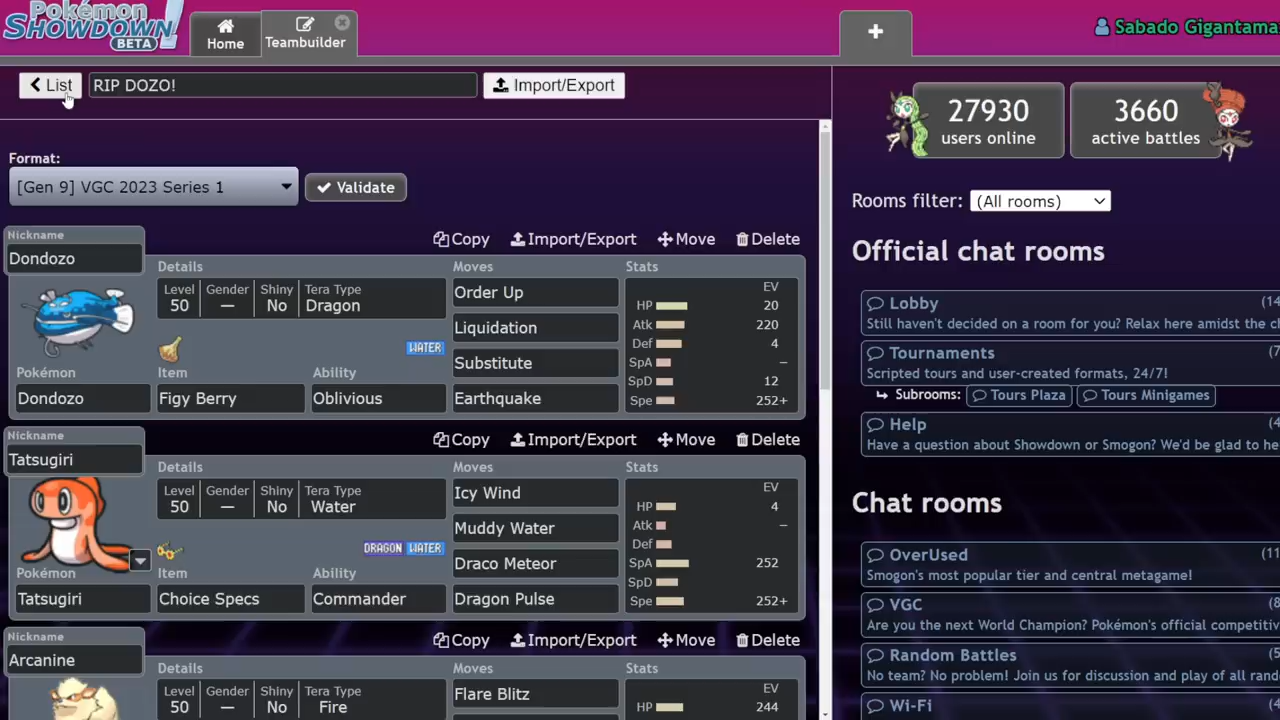 Pokémon
SHOWDOWN!
BETA
Home
Teambuilder
+
Sabado Gigantama
List
RIP DOZO!
Import/Export
27930
users online
3660
active battles
Format:
[Gen 9] VGC 2023 Series 1
Validate
Rooms filter:
(All rooms)
Official chat rooms
Lobby
(14
Still haven't decided on a room for you? Relax here amidst the ch
Tournaments
(7
Scripted tours and user-created formats, 24/7!
Subrooms:
Tours Plaza
Tours Minigames
Help
(4
Have a question about Showdown or Smogon? We'd be glad to he
Chat rooms
OverUsed
(11
Smogon's most popular tier and central metagame!
VGC
(8
Are you the next World Champion? Pokémon's official competitiv
Random Battles
(5
No team? No problem! Join us for discussion and play of all rand
Wi-Fi
(4
Nickname
Dondozo
Copy Import/Export Move Delete
Details
Level Gender Shiny Tera Type
50 — No Dragon
WATER
Pokémon Item Ability
Dondozo Figy Berry Oblivious
Moves
Order Up
Liquidation
Substitute
Earthquake
Stats
EV
HP 20
Atk 220
Def 4
SpA –
SpD 12
Spe 252+
Nickname
Tatsugiri
Copy Import/Export Move Delete
Details
Level Gender Shiny Tera Type
50 — No Water
DRAGON WATER
Pokémon Item Ability
Tatsugiri Choice Specs Commander
Moves
Icy Wind
Muddy Water
Draco Meteor
Dragon Pulse
Stats
EV
HP 4
Atk –
Def
SpA 252
SpD
Spe 252+
Nickname
Arcanine
Copy Import/Export Move Delete
Details
Level Gender Shiny Tera Type
50 — No Fire
Moves
Flare Blitz
Stats
EV
HP 244